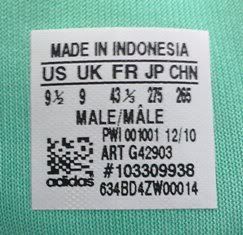 MADE IN INDONESIA
US UK FR JP CHN
9½ 9 43⅓ 275 265
MALE/MÂLE
PWI 001001 12/10
ART G42903
#103309938
adidas 634BD4ZW00014